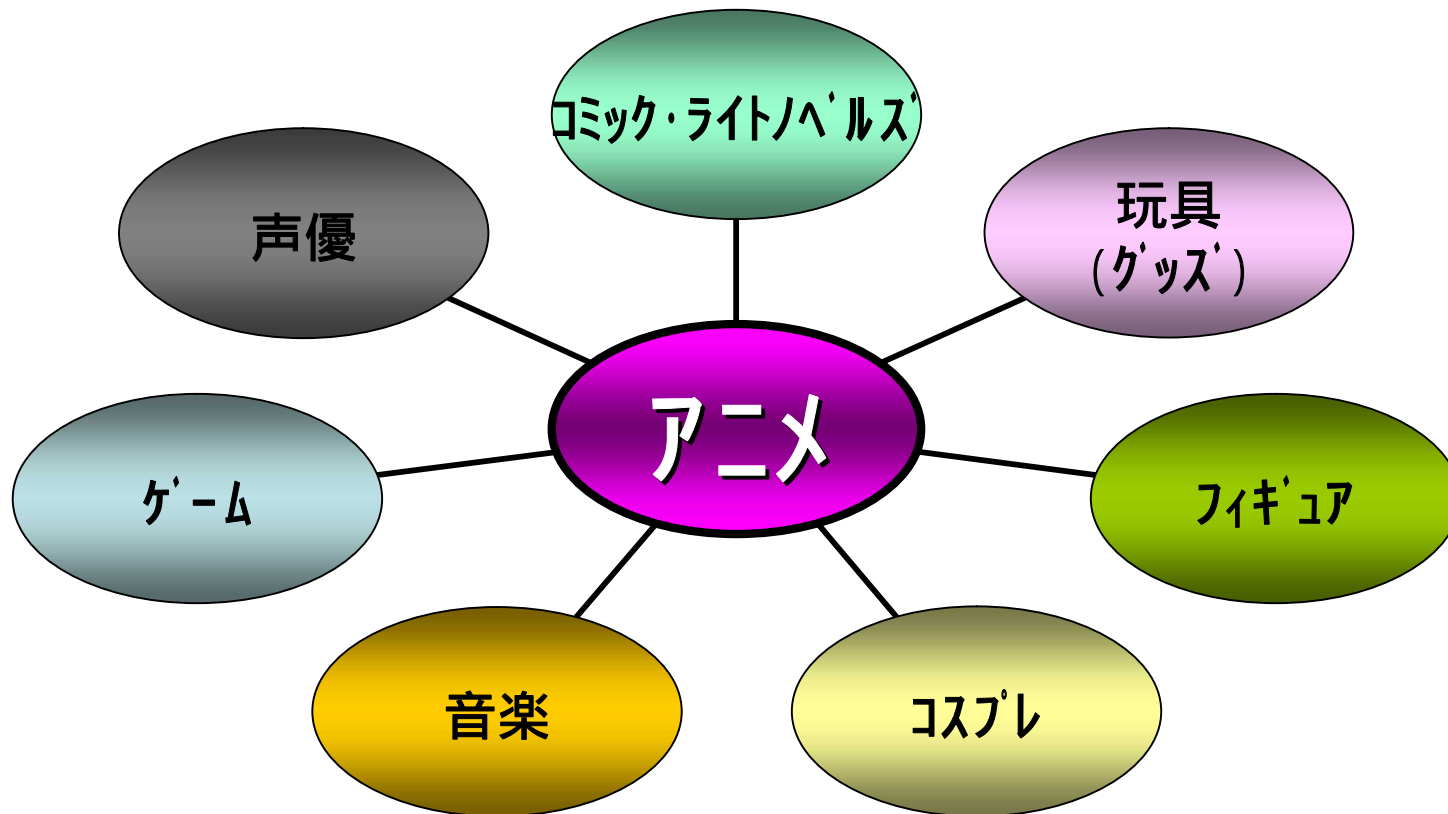 コミック・ライトノベルズ
声優
玩具
(グッズ)
アニメ
ゲーム
フィギュア
音楽
コスプレ